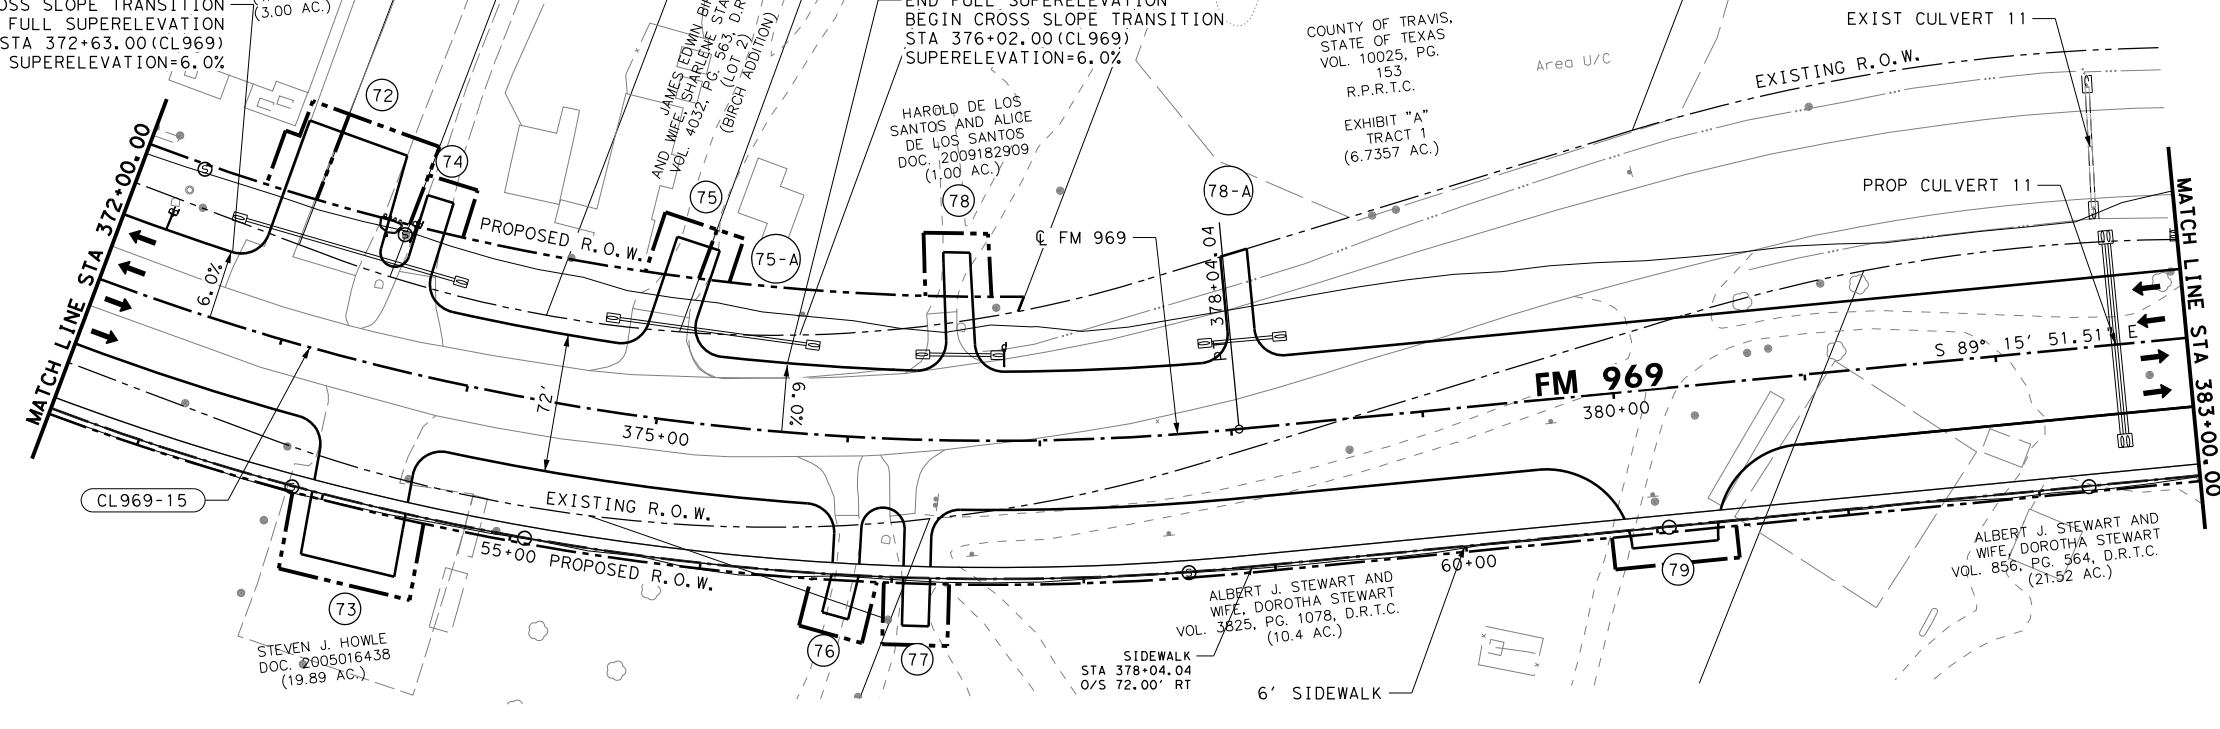 OSS SLOPE TRANSITION
FULL SUPERELEVATION
STA 372+63.00(CL969)
SUPERELEVATION=6.0%
(3.00 AC.)
JAMES EDWIN BI
AND WIFE, SHARLENE STA
VOL. 4032, PG. 563, D.R
(LOT 2)
(BIRCH ADDITION)
END FULL SUPERELEVATION
BEGIN CROSS SLOPE TRANSITION
STA 376+02.00(CL969)
SUPERELEVATION=6.0%
COUNTY OF TRAVIS,
STATE OF TEXAS
VOL. 10025, PG.
153
R.P.R.T.C.
EXHIBIT "A"
TRACT 1
(6.7357 AC.)
Area U/C
EXIST CULVERT 11
EXISTING R.O.W.
PROP CULVERT 11
HAROLD DE LOS
SANTOS AND ALICE
DE LOS SANTOS
DOC. 2009182909
(1.00 AC.)
72
74
75
75-A
78
78-A
PROPOSED R.O.W.
℄ FM 969
PT 378+04.04
MATCH LINE STA 372+00.00
MATCH LINE STA 383+00.00
6.0%
72'
6.0%
375+00
FM 969
380+00
S 89° 15' 51.51" E
CL969-15
EXISTING R.O.W.
55+00
PROPOSED R.O.W.
60+00
73
76
77
79
STEVEN J. HOWLE
DOC. 2005016438
(19.89 AC.)
ALBERT J. STEWART AND
WIFE, DOROTHA STEWART
VOL. 3825, PG. 1078, D.R.T.C.
(10.4 AC.)
ALBERT J. STEWART AND
WIFE, DOROTHA STEWART
VOL. 856, PG. 564, D.R.T.C.
(21.52 AC.)
SIDEWALK
STA 378+04.04
O/S 72.00' RT
6' SIDEWALK